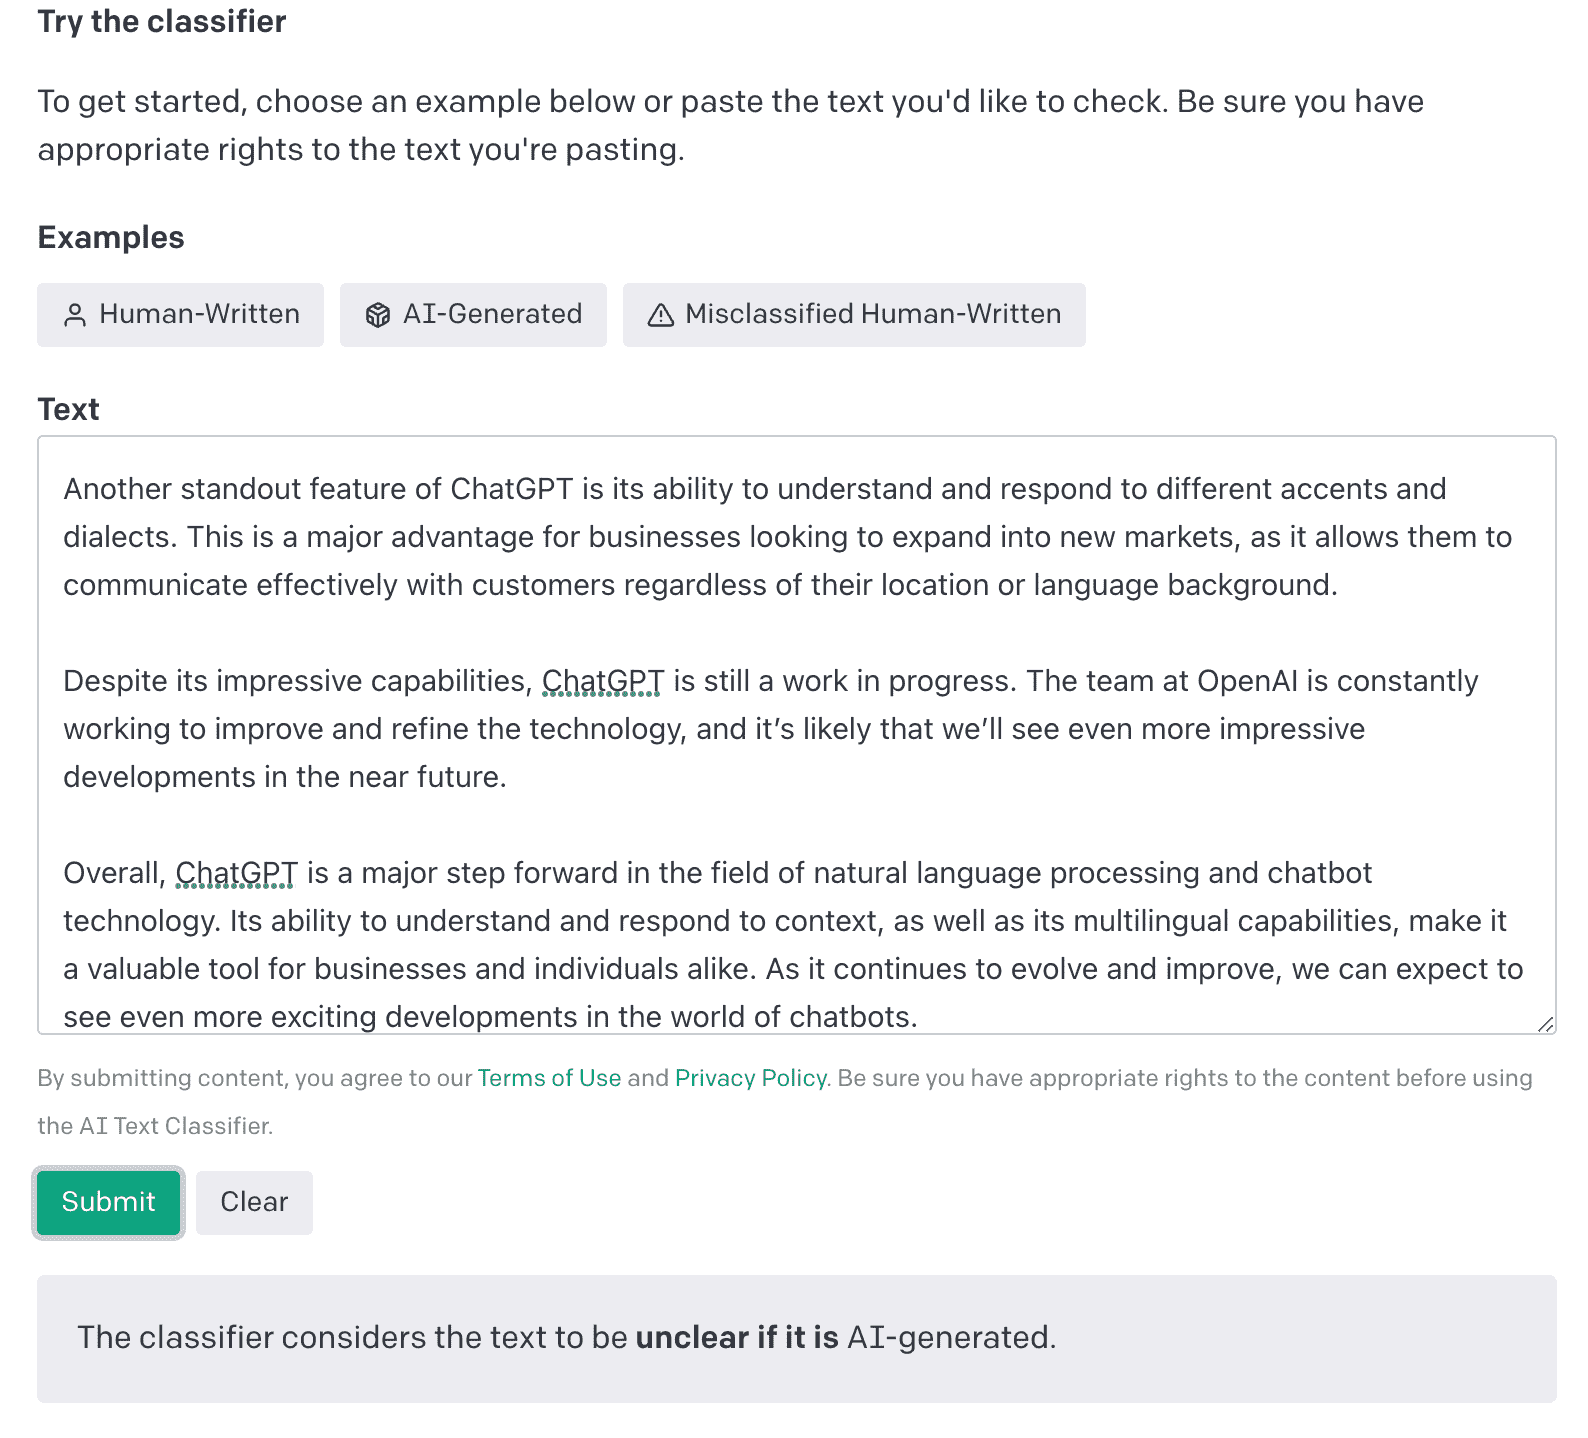 Try the classifier
To get started, choose an example below or paste the text you'd like to check. Be sure you have
appropriate rights to the text you're pasting.
Examples
Human-Written AI-Generated Misclassified Human-Written
Text
Another standout feature of ChatGPT is its ability to understand and respond to different accents and
dialects. This is a major advantage for businesses looking to expand into new markets, as it allows them to
communicate effectively with customers regardless of their location or language background.
Despite its impressive capabilities, ChatGPT is still a work in progress. The team at OpenAI is constantly
working to improve and refine the technology, and it’s likely that we’ll see even more impressive
developments in the near future.
Overall, ChatGPT is a major step forward in the field of natural language processing and chatbot
technology. Its ability to understand and respond to context, as well as its multilingual capabilities, make it
a valuable tool for businesses and individuals alike. As it continues to evolve and improve, we can expect to
see even more exciting developments in the world of chatbots.
By submitting content, you agree to our Terms of Use and Privacy Policy. Be sure you have appropriate rights to the content before using
the AI Text Classifier.
Submit Clear
The classifier considers the text to be unclear if it is AI-generated.